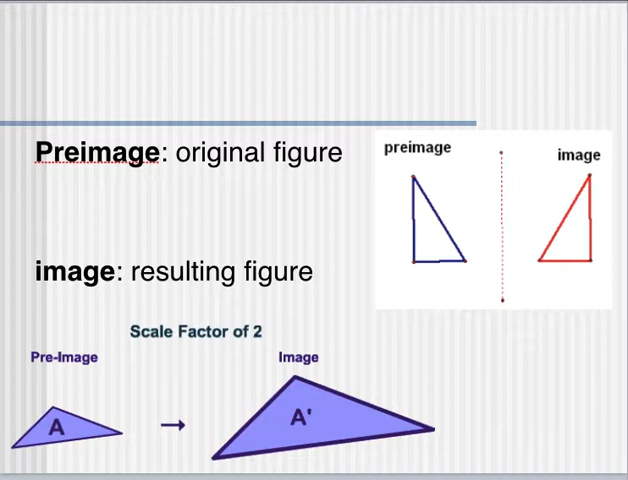 Preimage: original figure
preimage
image
image: resulting figure
Scale Factor of 2
Pre-Image
Image
A
A'